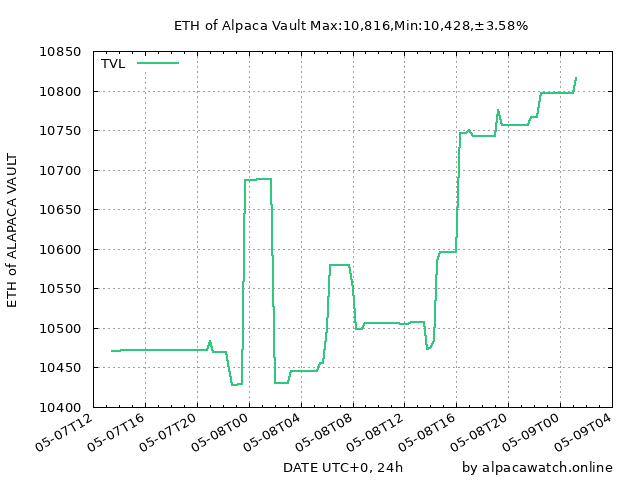 ETH of Alpaca Vault Max:10,816,Min:10,428,±3.58%
ETH of ALAPACA VAULT
10850
10800
10750
10700
10650
10600
10550
10500
10450
10400
TVL
05-07T12
05-07T16
05-07T20
05-08T00
05-08T04
05-08T08
05-08T12
05-08T16
05-08T20
05-09T00
05-09T04
DATE UTC+0, 24h
by alpacawatch.online